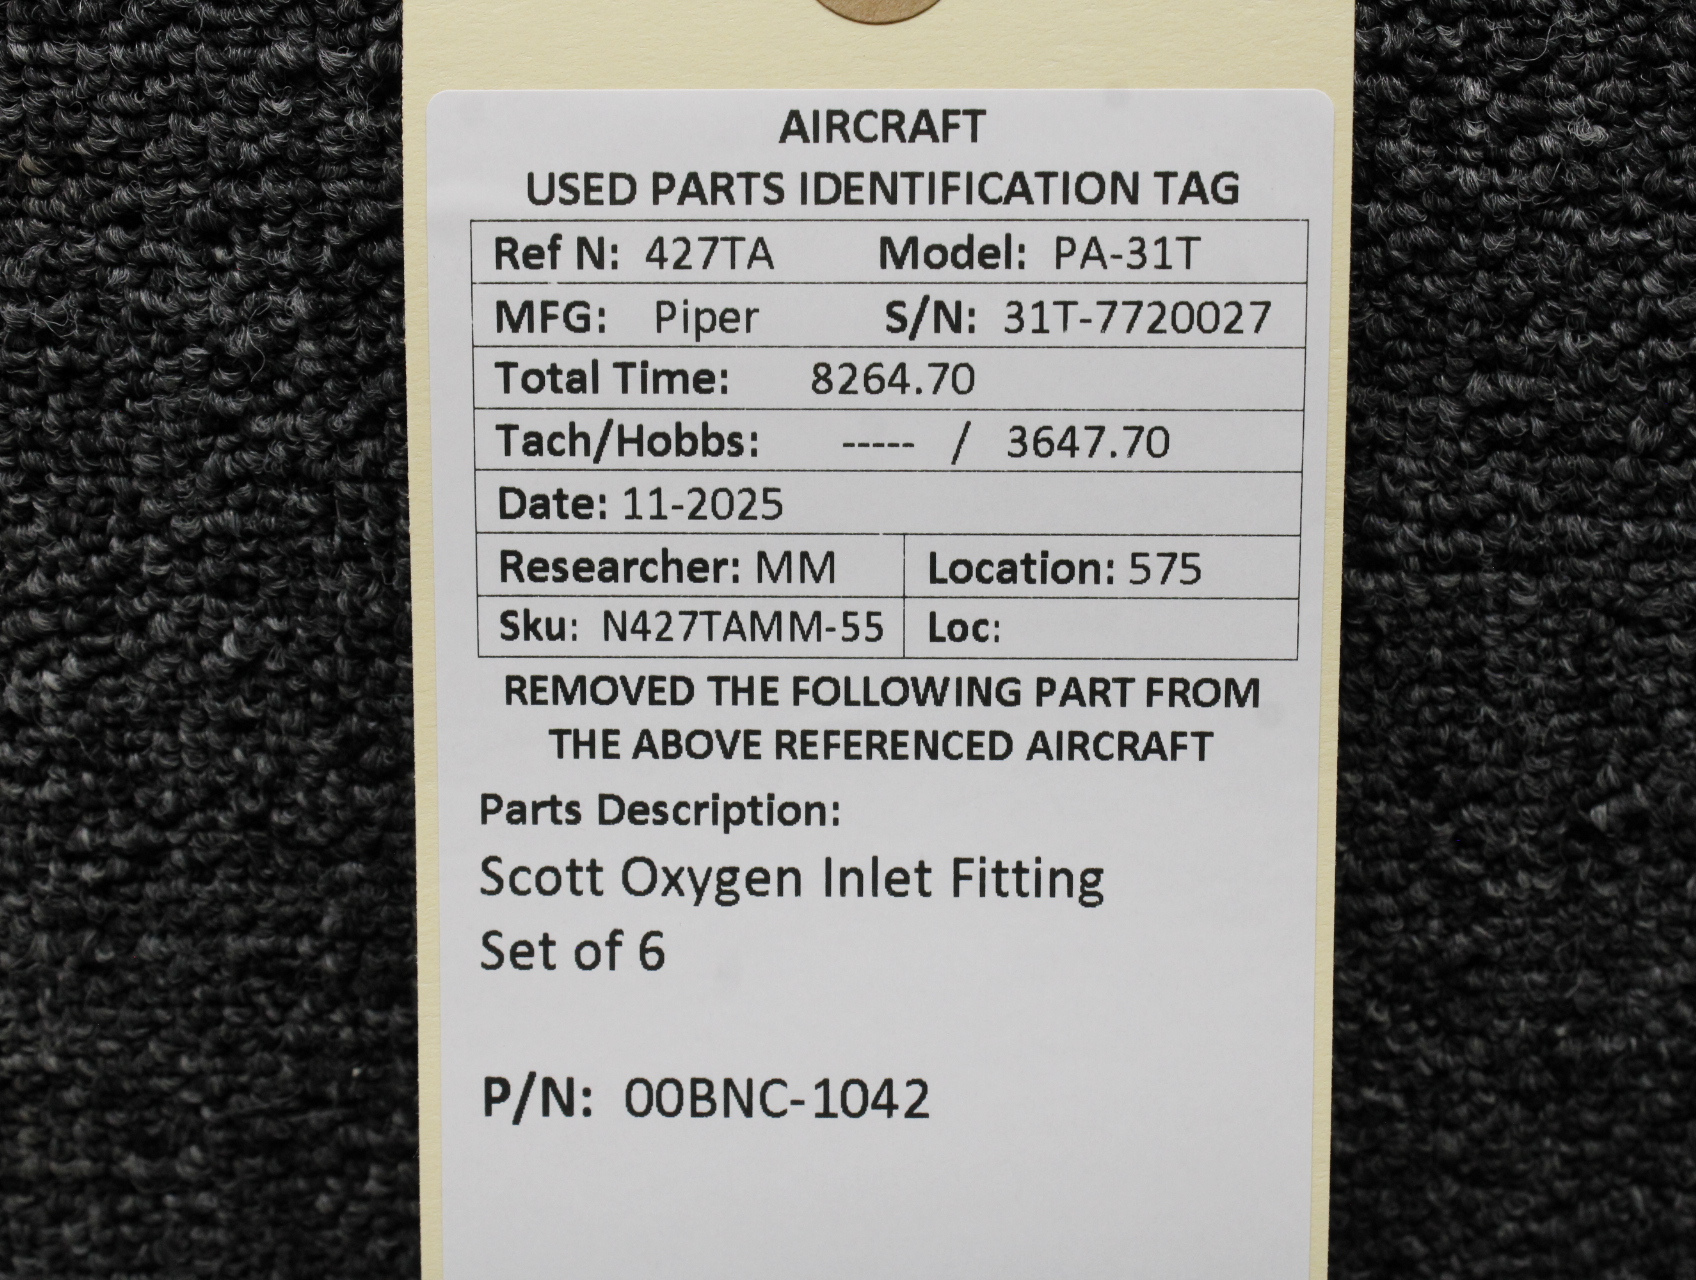 AIRCRAFT
USED PARTS IDENTIFICATION TAG
Ref N: 427TA Model: PA-31T
MFG: Piper S/N: 31T-7720027
Total Time: 8264.70
Tach/Hobbs: ----- / 3647.70
Date: 11-2025
Researcher: MM Location: 575
Sku: N427TAMM-55 Loc:
REMOVED THE FOLLOWING PART FROM
THE ABOVE REFERENCED AIRCRAFT
Parts Description:
Scott Oxygen Inlet Fitting
Set of 6
P/N: 00BNC-1042